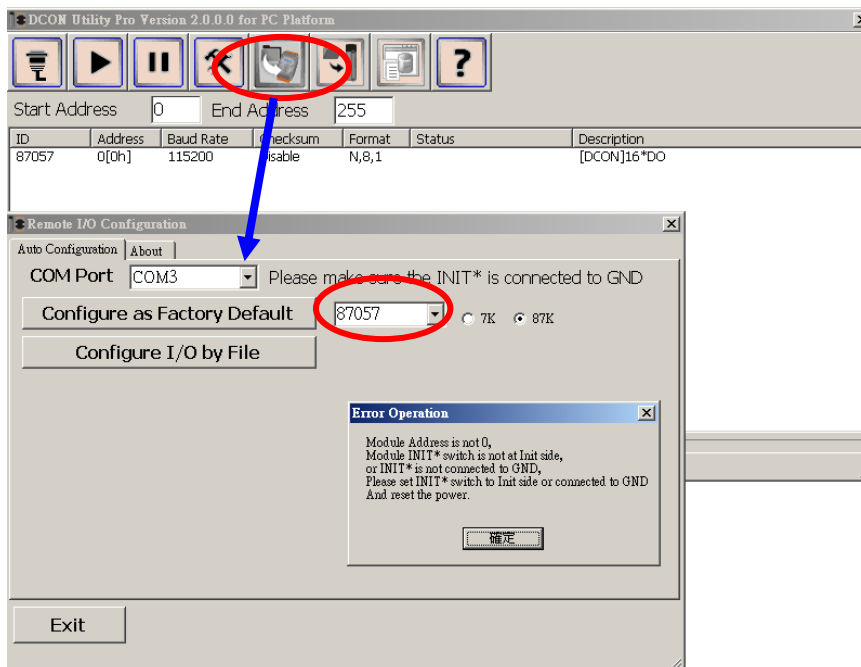 DCON Utility Pro Version 2.0.0.0 for PC Platform
?
Start Address 0 End Address 255
ID Address Baud Rate Checksum Format Status Description
87057 0[0h] 115200 Disable N,8,1 [DCON]16*DO
Remote I/O Configuration
Auto Configuration About
COM Port COM3 Please make sure the INIT* is connected to GND
Configure as Factory Default 87057 7K 87K
Configure I/O by File
Error Operation
Module Address is not 0,
Module INIT* switch is not at Init side,
or INIT* is not connected to GND,
Please set INIT* switch to Init side or connected to GND
And reset the power.
確定
Exit